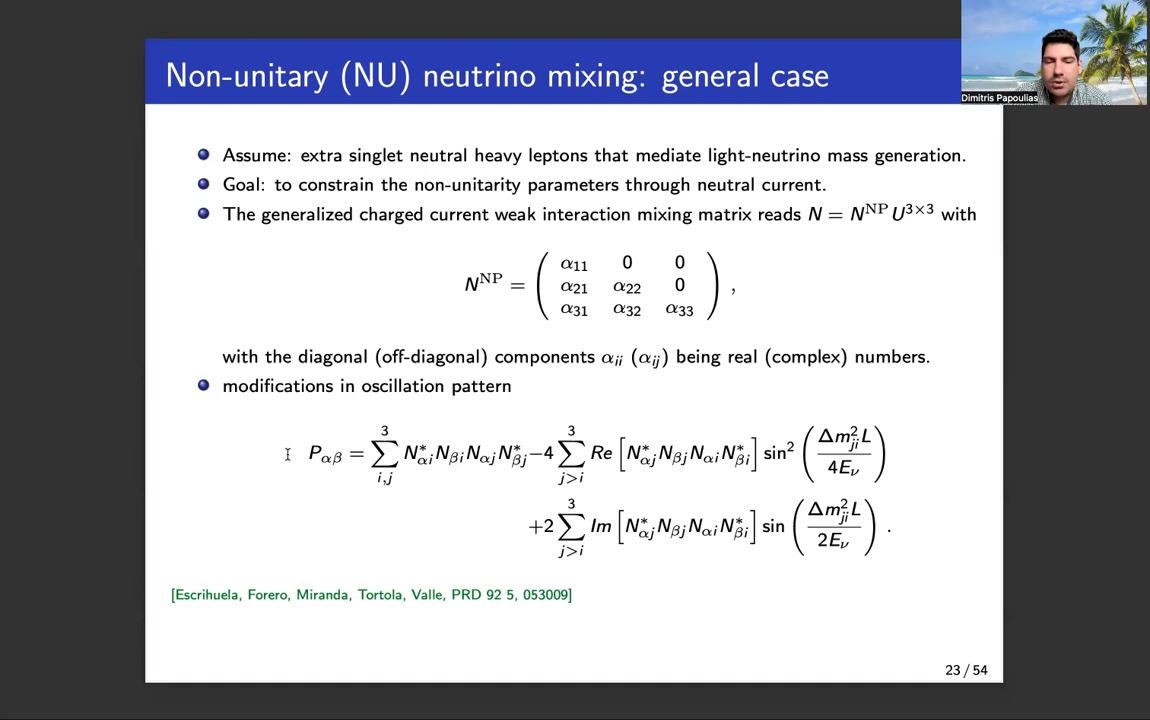 Non-unitary (NU) neutrino mixing: general case
Dimitris Papoulias
Assume: extra singlet neutral heavy leptons that mediate light-neutrino mass generation.
Goal: to constrain the non-unitarity parameters through neutral current.
The generalized charged current weak interaction mixing matrix reads N = N^NP U^3×3 with
N^NP = ( α11 0 0
α21 α22 0
α31 α32 α33 ) ,
with the diagonal (off-diagonal) components αii (αij) being real (complex) numbers.
modifications in oscillation pattern
Pαβ = ∑_{i,j}^{3} N*αi Nβi Nαj N*βj −4 ∑_{j>i}^{3} Re [N*αj Nβj Nαi N*βi] sin² (Δm²ji L / 4Eν)
+2 ∑_{j>i}^{3} Im [N*αj Nβj Nαi N*βi] sin (Δm²ji L / 2Eν) .
[Escrihuela, Forero, Miranda, Tortola, Valle, PRD 92 5, 053009]
23 / 54